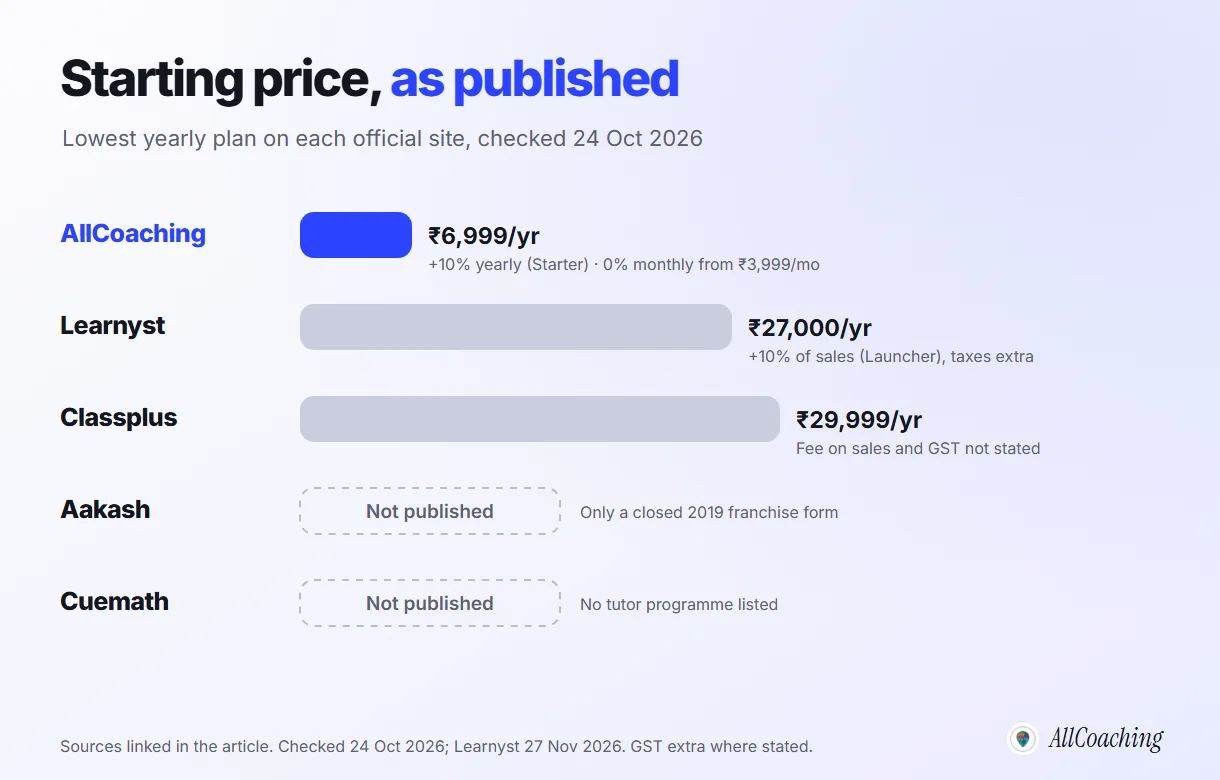 Starting price, as published
Lowest yearly plan on each official site, checked 24 Oct 2026
AllCoaching
₹6,999/yr
+10% yearly (Starter) · 0% monthly from ₹3,999/mo
Learnyst
₹27,000/yr
+10% of sales (Launcher), taxes extra
Classplus
₹29,999/yr
Fee on sales and GST not stated
Aakash
Not published
Only a closed 2019 franchise form
Cuemath
Not published
No tutor programme listed
Sources linked in the article. Checked 24 Oct 2026; Learnyst 27 Nov 2026. GST extra where stated.
AllCoaching